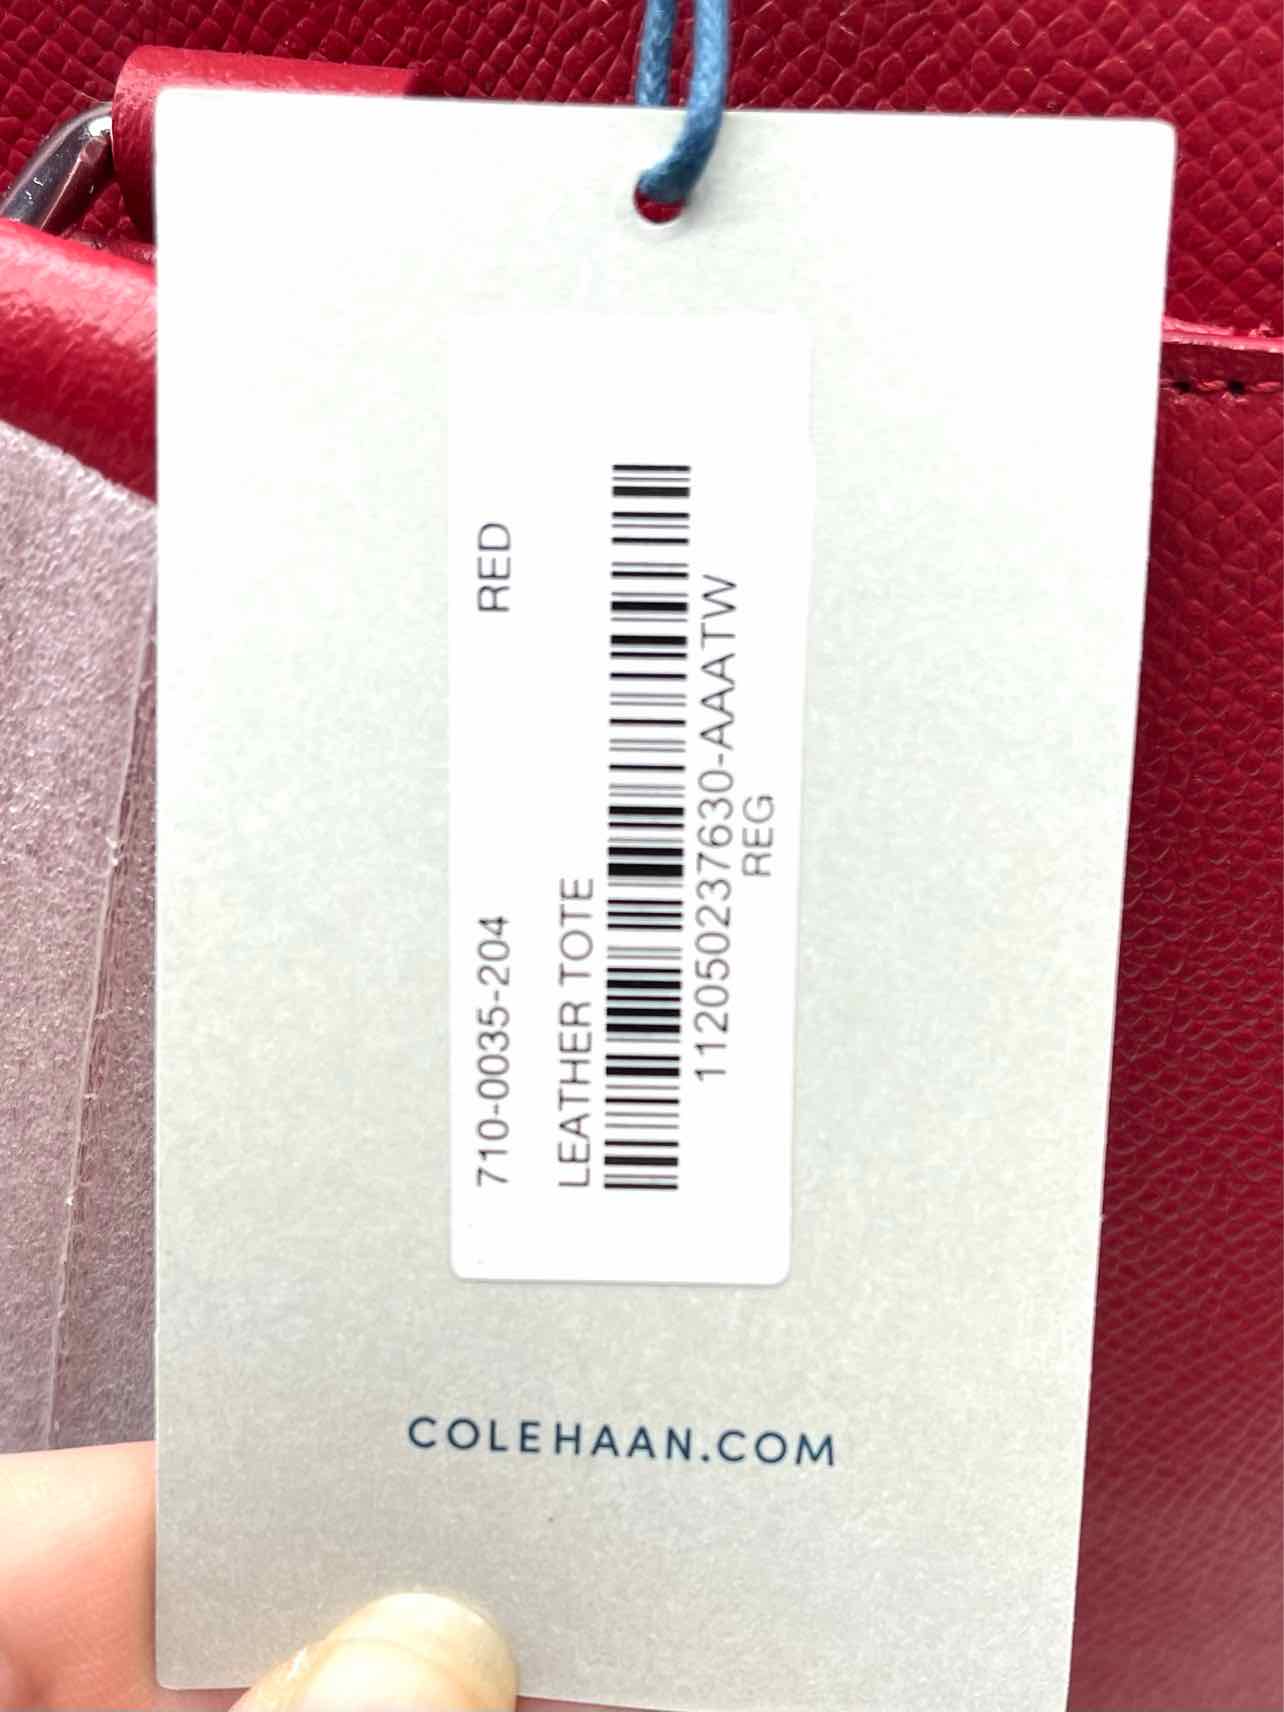 710-0035-204 RED
LEATHER TOTE
112050237630-AAATW
REG
COLEHAAN.COM